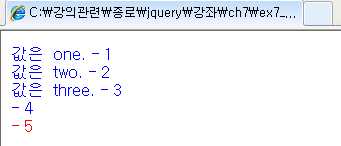 C:₩강의관련₩종로₩jquery₩강좌₩ch7₩ex7_...
값은 one. - 1
값은 two. - 2
값은 three. - 3
- 4
- 5